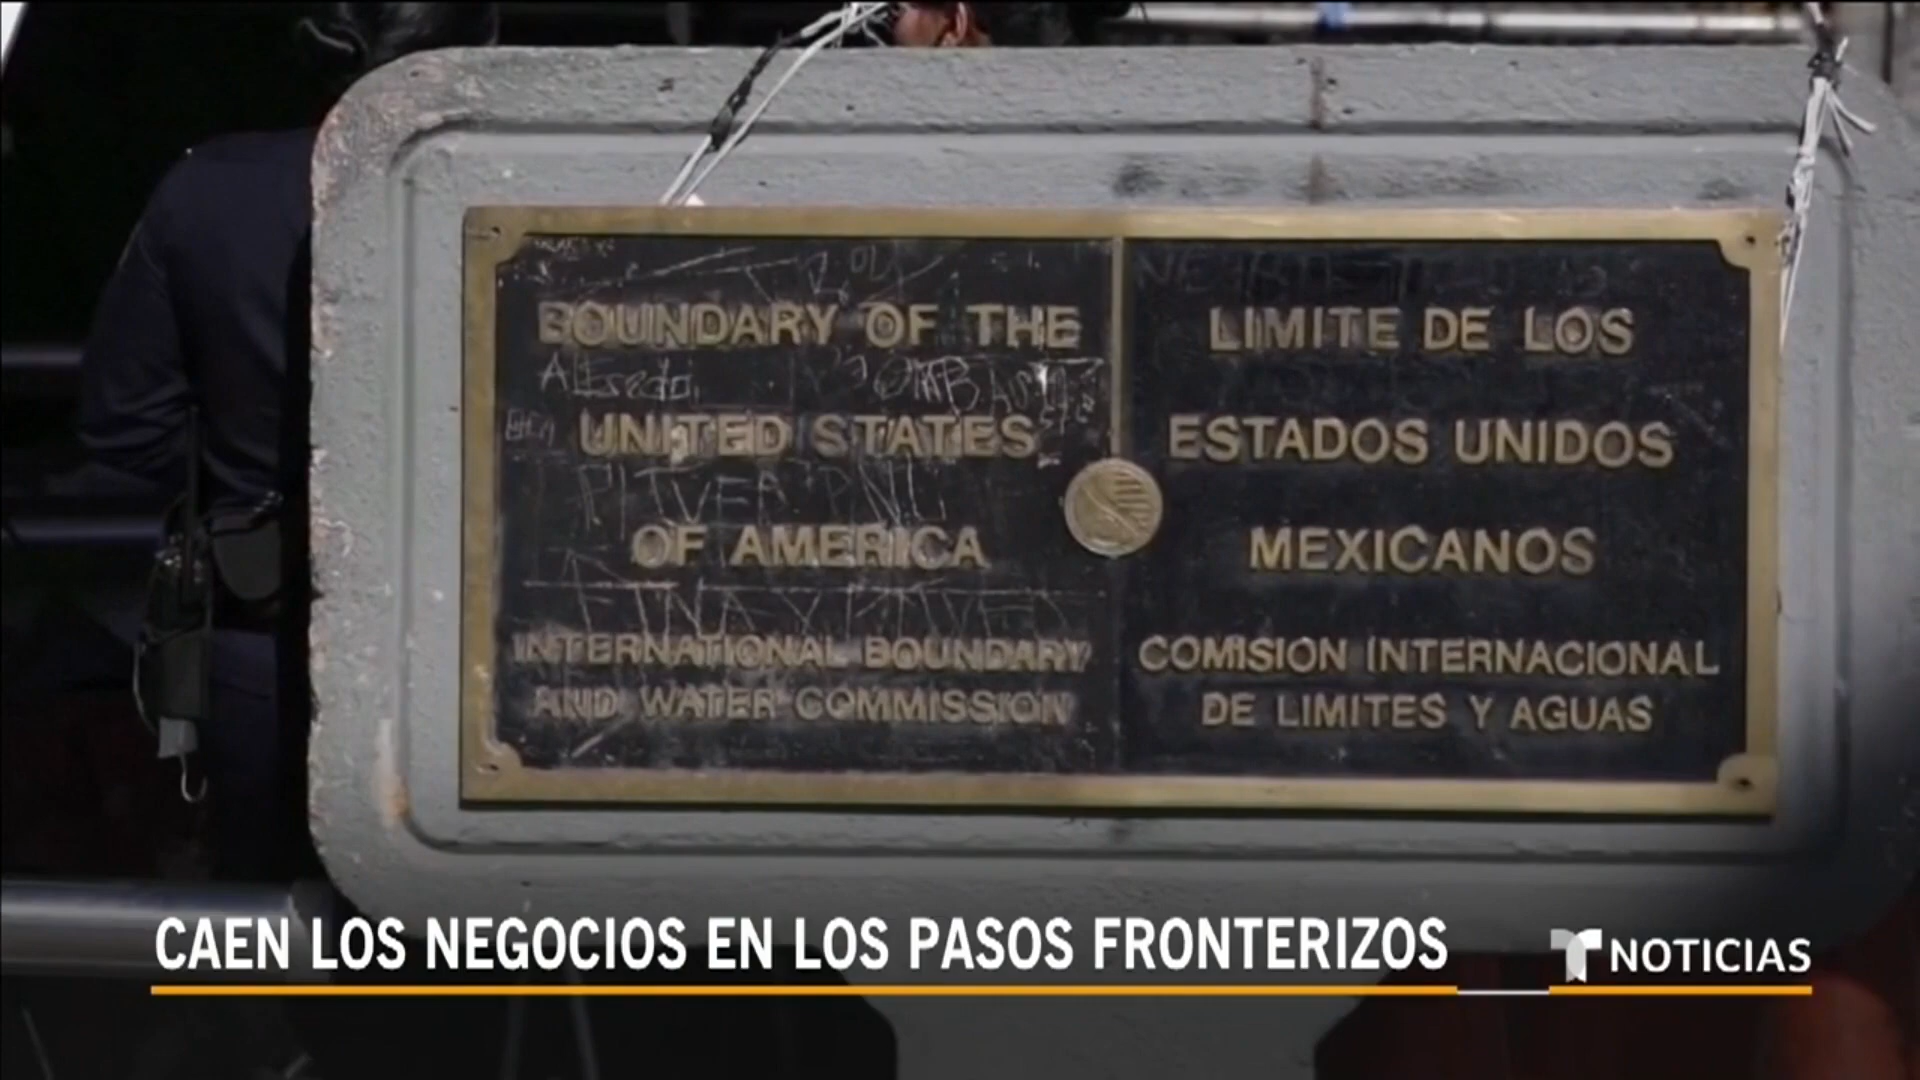 BOUNDARY OF THE
UNITED STATES
OF AMERICA
INTERNATIONAL BOUNDARY
AND WATER COMMISSION
LIMITE DE LOS
ESTADOS UNIDOS
MEXICANOS
COMISION INTERNACIONAL
DE LIMITES Y AGUAS
CAEN LOS NEGOCIOS EN LOS PASOS FRONTERIZOS
NOTICIAS